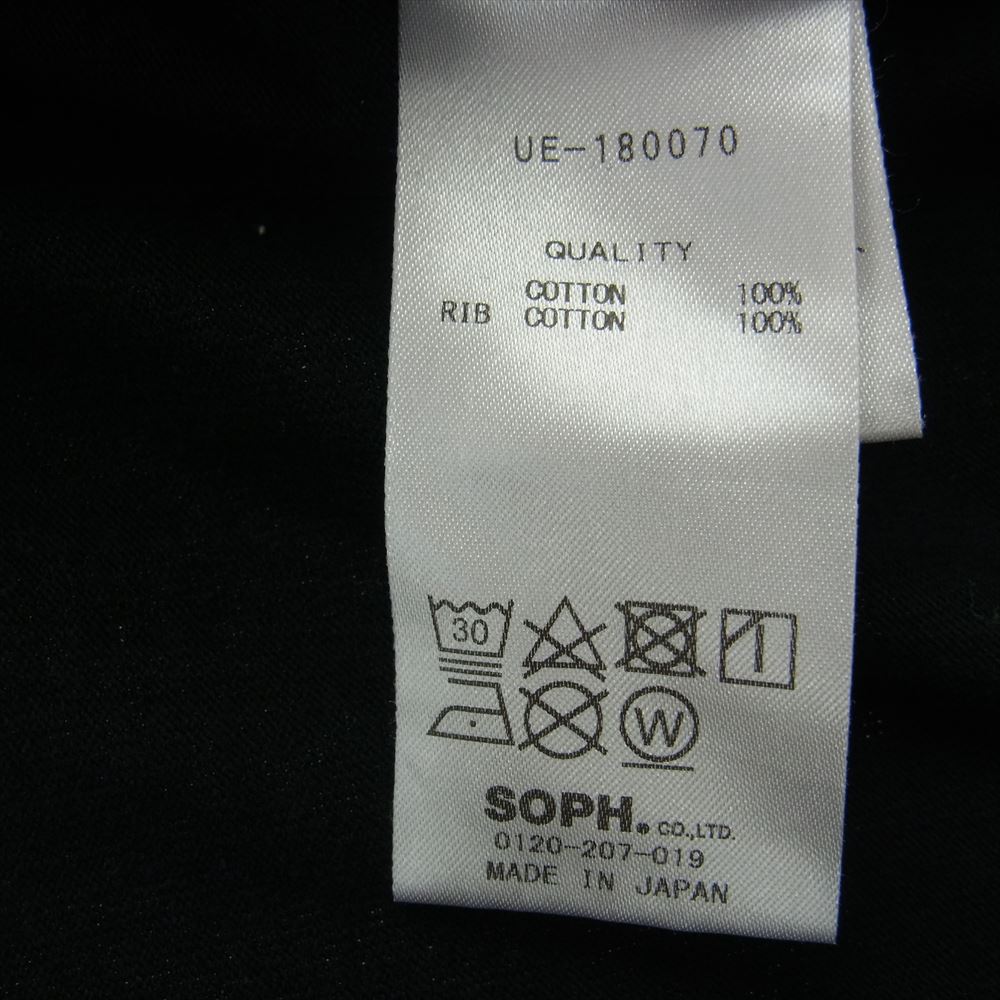 UE-180070
QUALITY
COTTON 100%
RIB COTTON 100%
30
W
SOPH. CO.,LTD.
0120-207-019
MADE IN JAPAN